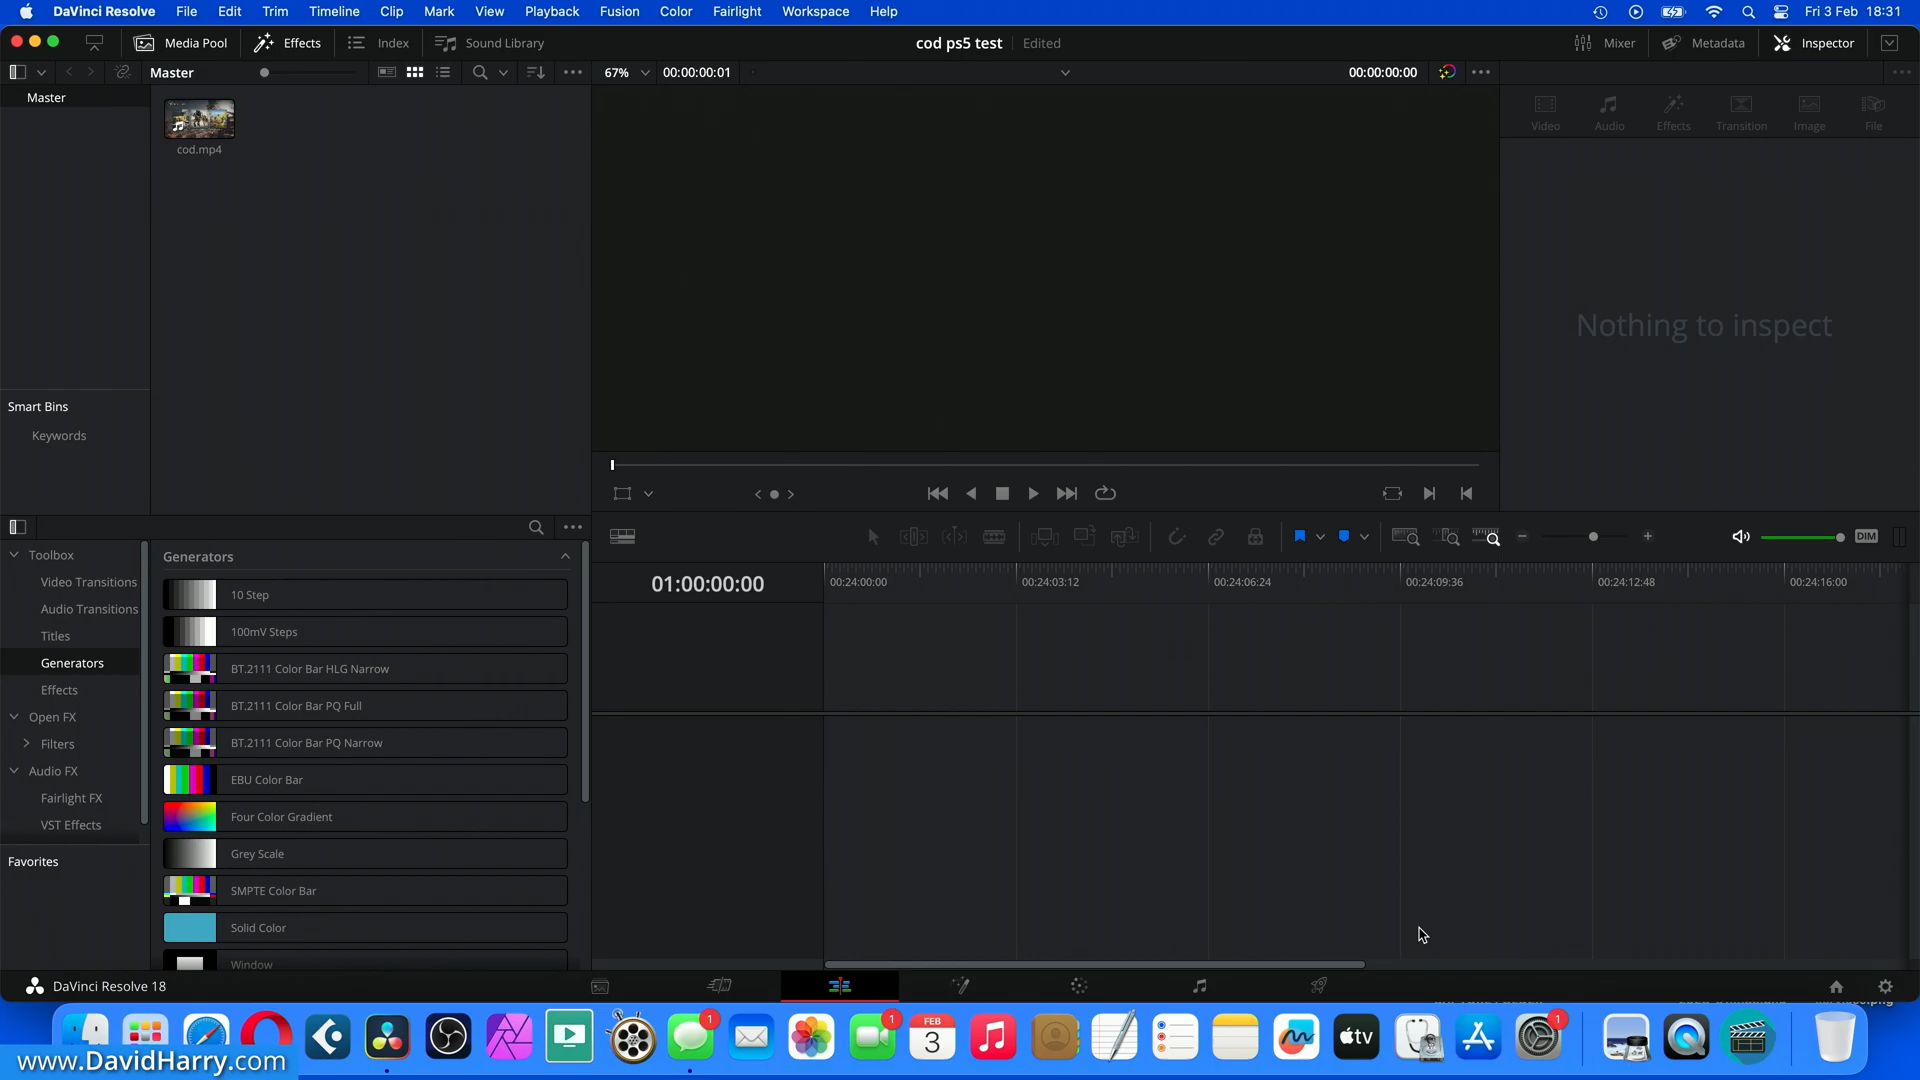 DaVinci Resolve File Edit Trim Timeline Clip Mark View Playback Fusion Color Fairlight Workspace Help Fri 3 Feb 18:31
Media Pool Effects Index Sound Library cod ps5 test Edited Mixer Metadata Inspector
Master 67% 00:00:00:01 00:00:00:00
Master
cod.mp4
Video Audio Effects Transition Image File
Nothing to inspect
Smart Bins
Keywords
Toolbox
Video Transitions
Audio Transitions
Titles
Generators
Effects
Open FX
Filters
Audio FX
Fairlight FX
VST Effects
Favorites
Generators
10 Step
100mV Steps
BT.2111 Color Bar HLG Narrow
BT.2111 Color Bar PQ Full
BT.2111 Color Bar PQ Narrow
EBU Color Bar
Four Color Gradient
Grey Scale
SMPTE Color Bar
Solid Color
Window
DIM
01:00:00:00 00:24:00:00 00:24:03:12 00:24:06:24 00:24:09:36 00:24:12:48 00:24:16:00
DaVinci Resolve 18
1 1 FEB 3 tv 1
www.DavidHarry.com